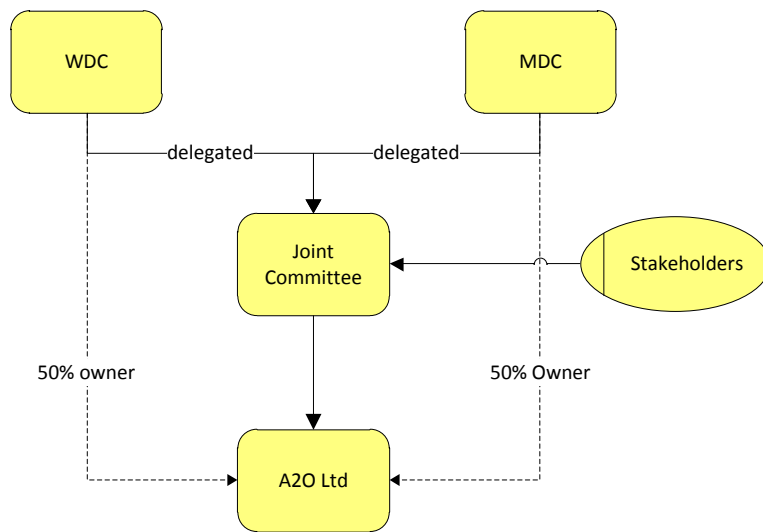 WDC
MDC
delegated
delegated
Joint
Committee
Stakeholders
50% owner
50% Owner
A2O Ltd